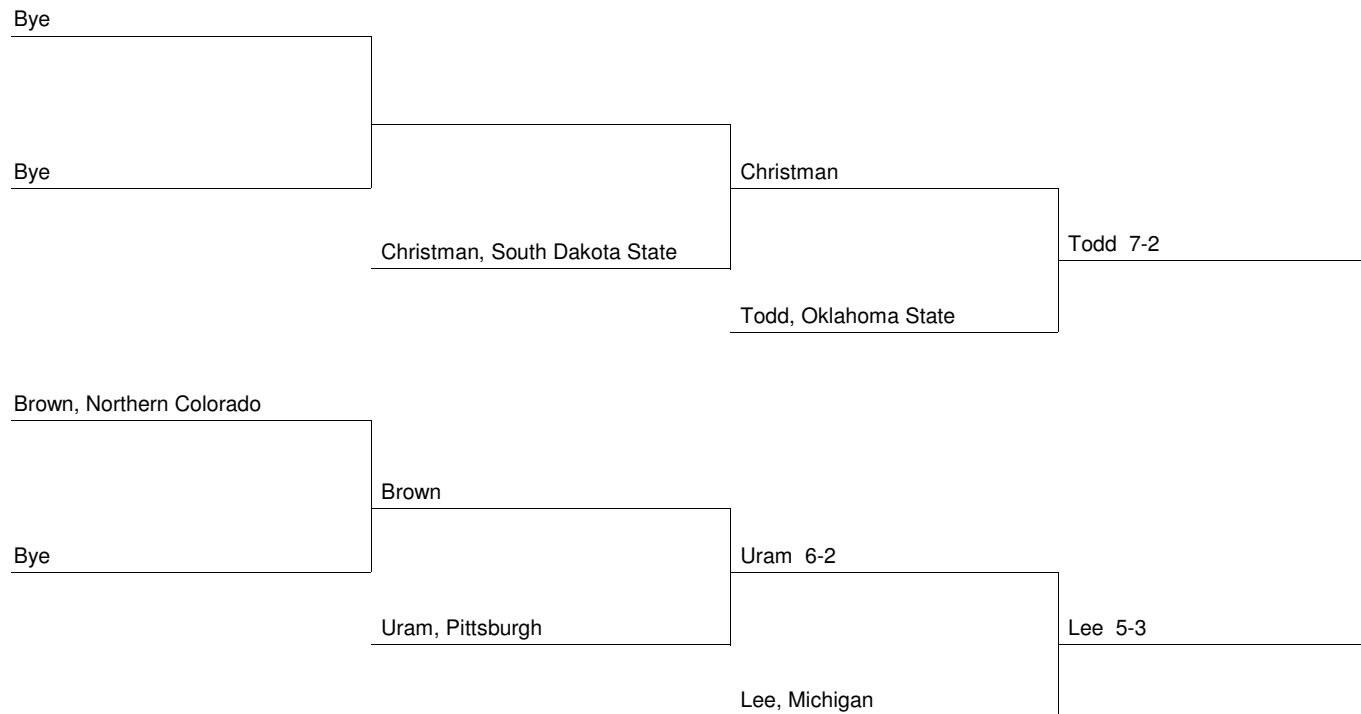 Bye
Bye
Christman
Todd 7-2
Christman, South Dakota State
Todd, Oklahoma State
Brown, Northern Colorado
Brown
Bye
Uram 6-2
Uram, Pittsburgh
Lee 5-3
Lee, Michigan